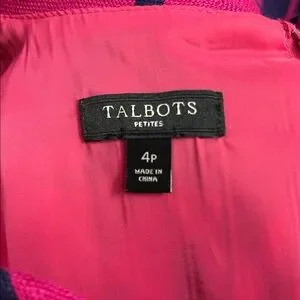 TALBOTS
PETITES
4P
MADE IN
CHINA